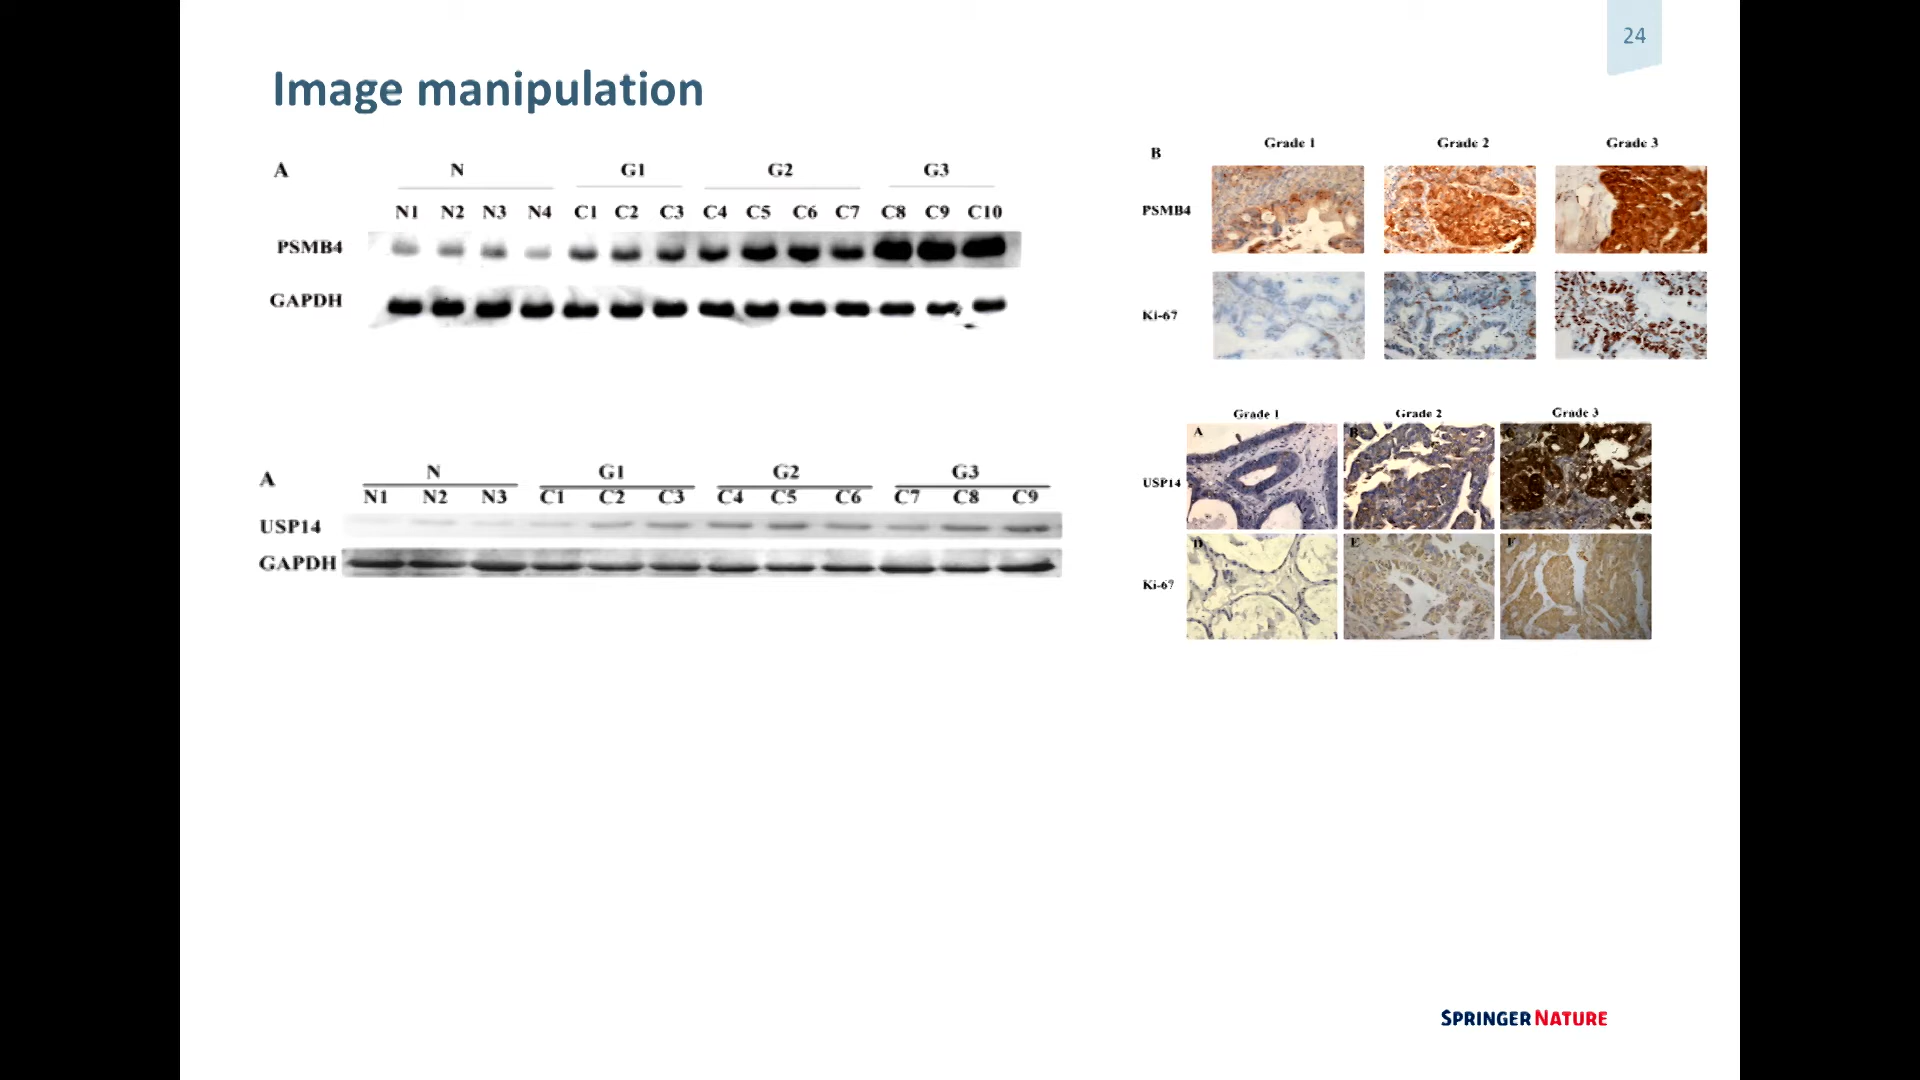 24
Image manipulation
A N G1 G2 G3
N1 N2 N3 N4 C1 C2 C3 C4 C5 C6 C7 C8 C9 C10
PSMB4
GAPDH
B Grade 1 Grade 2 Grade 3
PSMB4
Ki-67
A N G1 G2 G3
N1 N2 N3 C1 C2 C3 C4 C5 C6 C7 C8 C9
USP14
GAPDH
Grade 1 Grade 2 Grade 3
A B C
USP14
D E F
Ki-67
SPRINGER NATURE